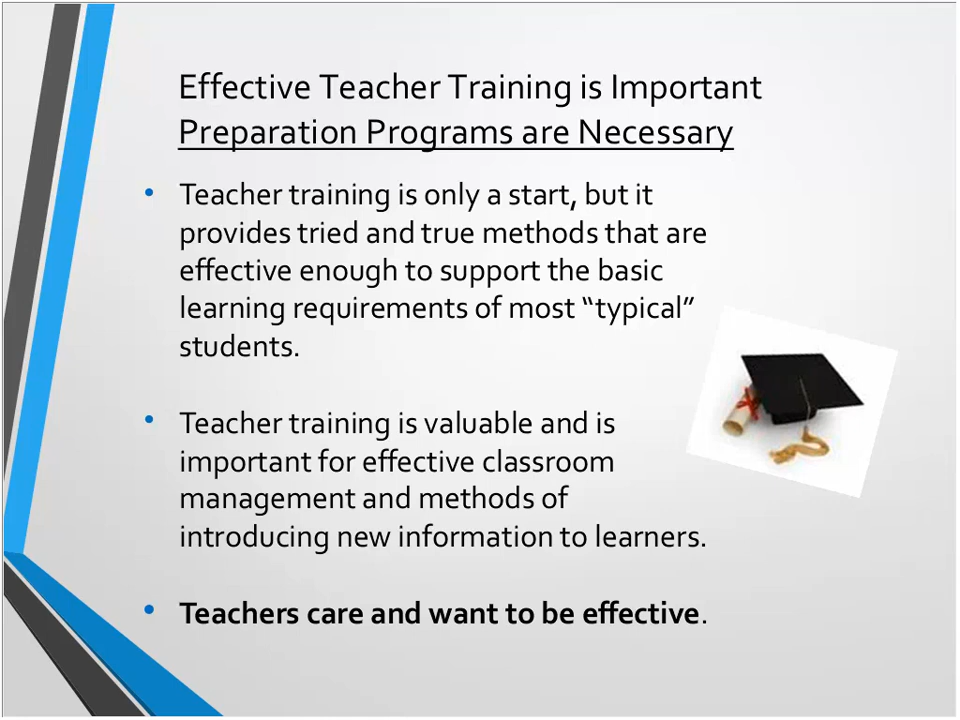 Effective Teacher Training is Important
Preparation Programs are Necessary
• Teacher training is only a start, but it
provides tried and true methods that are
effective enough to support the basic
learning requirements of most “typical”
students.
• Teacher training is valuable and is
important for effective classroom
management and methods of
introducing new information to learners.
• Teachers care and want to be effective.